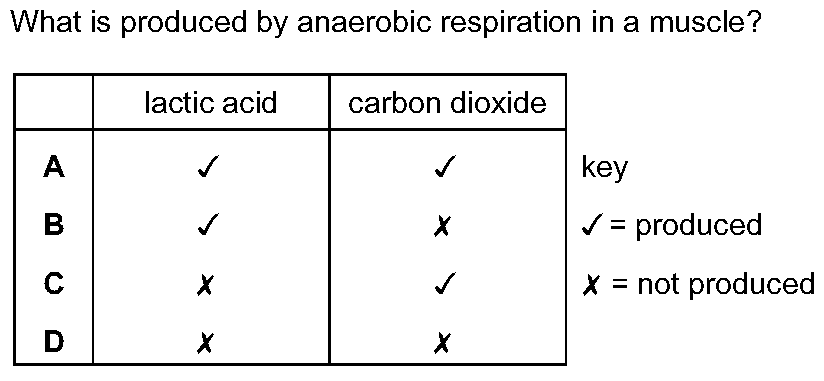 What is produced by anaerobic respiration in a muscle?
lactic acid carbon dioxide
A ✓ ✓ key
B ✓ ✗ ✓ = produced
C ✗ ✓ ✗ = not produced
D ✗ ✗